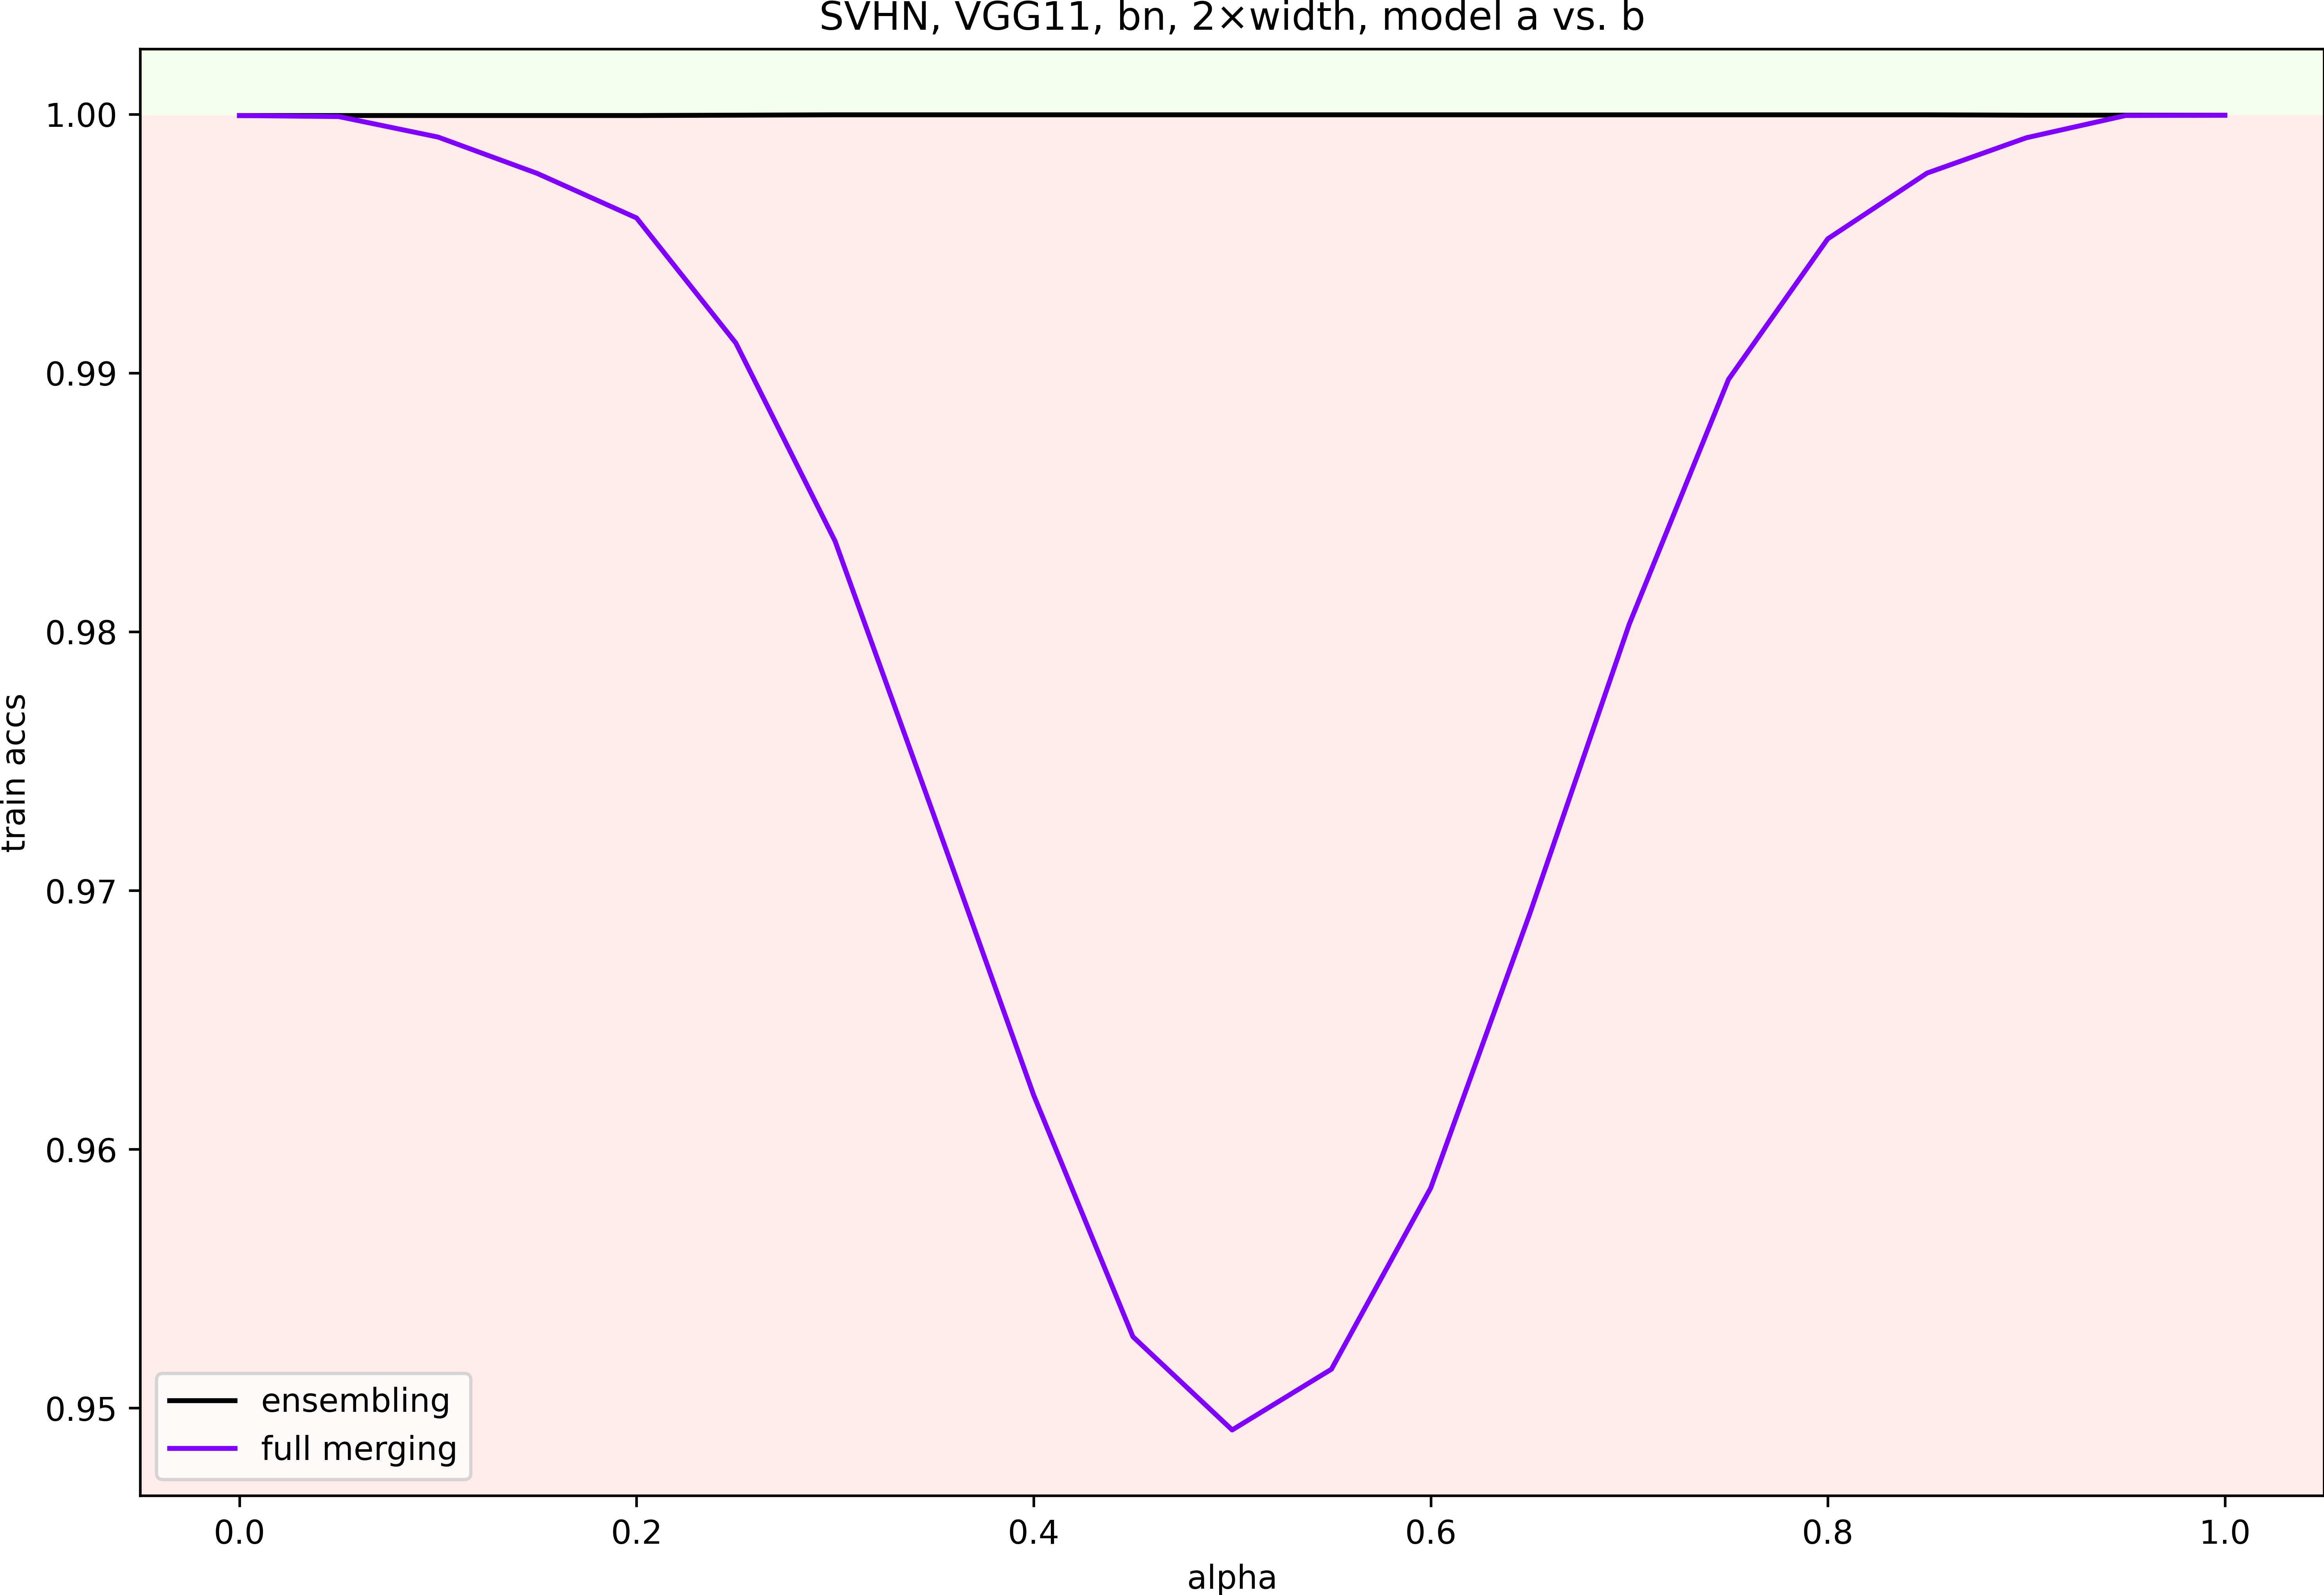 SVHN, VGG11, bn, 2×width, model a vs. b
1.00
0.99
0.98
0.97
0.96
0.95
train accs
ensembling
full merging
0.0 0.2 0.4 0.6 0.8 1.0
alpha